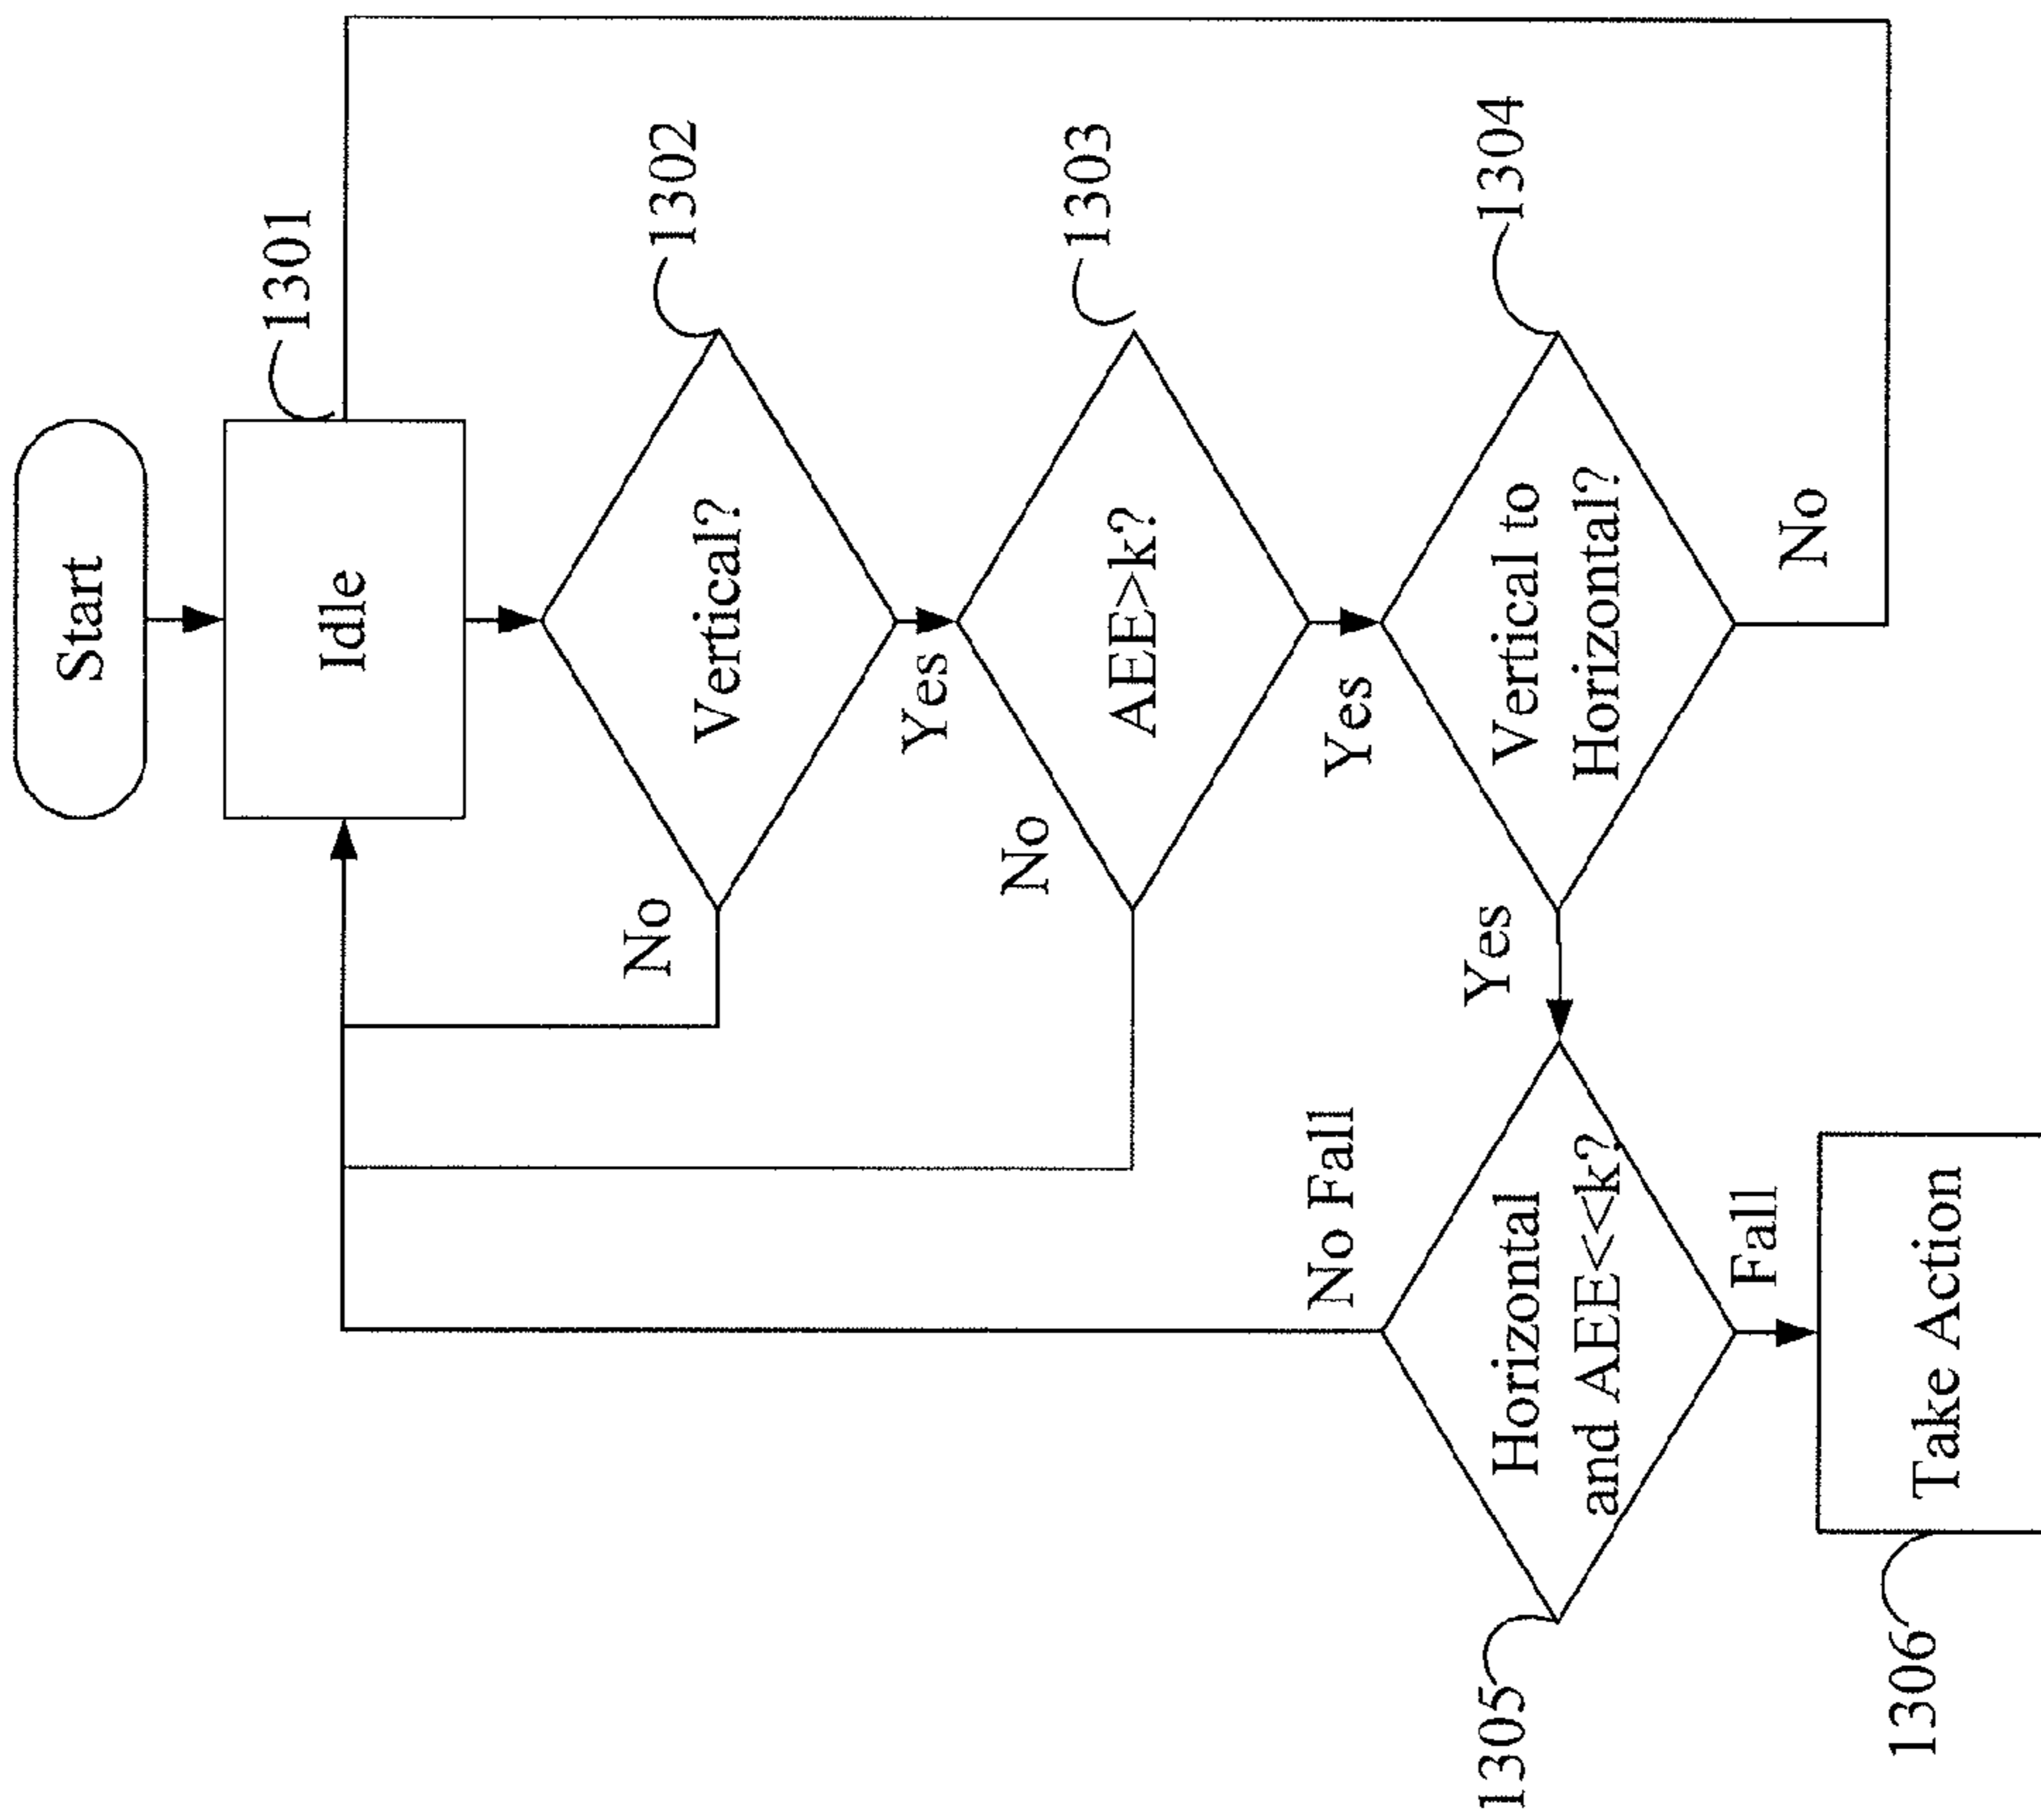 Start
1301
Idle
1302
Vertical?
No
Yes
1303
AEE>k?
No
Yes
1304
Vertical to
Horizontal?
Yes
No
No Fall
1305
Horizontal
and AEE<<k?
Fall
1306
Take Action